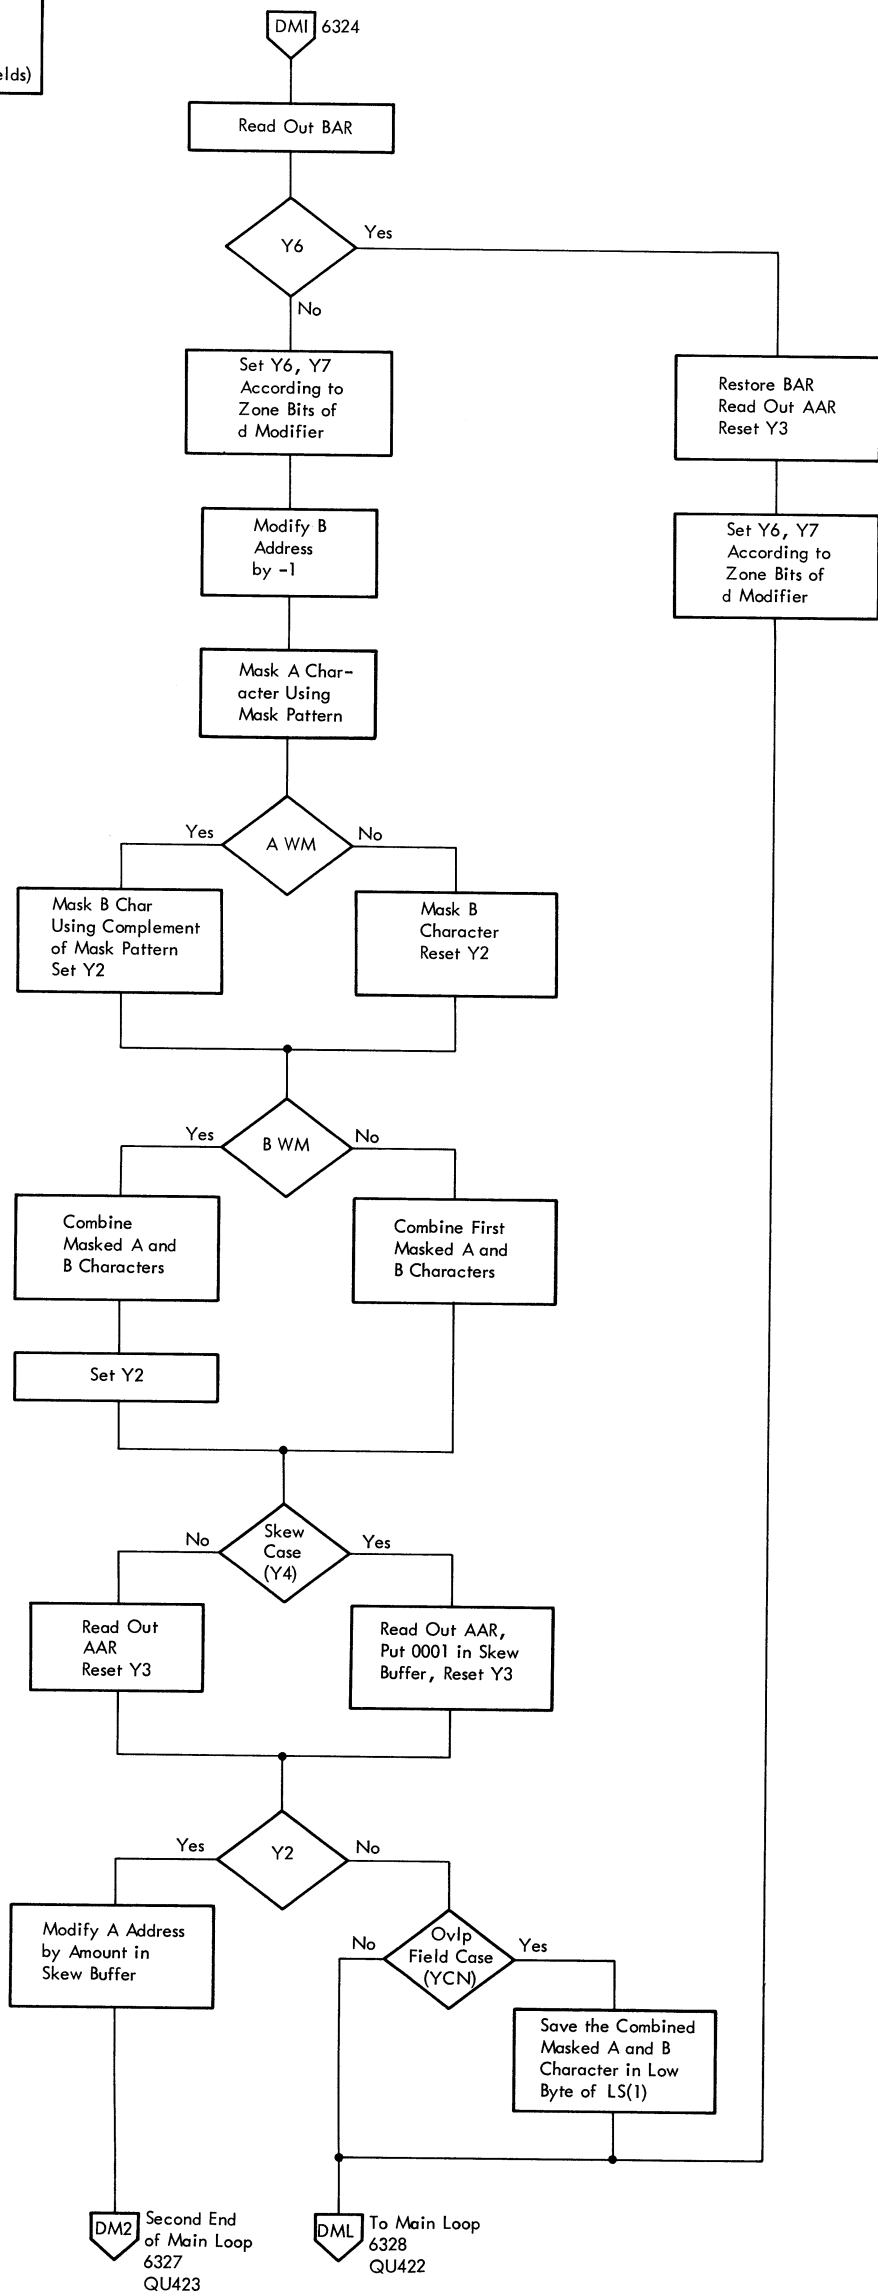 elds)
DMI 6324
Read Out BAR
Y6
Yes
No
Set Y6, Y7
According to
Zone Bits of
d Modifier
Restore BAR
Read Out AAR
Reset Y3
Modify B
Address
by -1
Set Y6, Y7
According to
Zone Bits of
d Modifier
Mask A Char-
acter Using
Mask Pattern
A WM
Yes
No
Mask B Char
Using Complement
of Mask Pattern
Set Y2
Mask B
Character
Reset Y2
B WM
Yes
No
Combine
Masked A and
B Characters
Combine First
Masked A and
B Characters
Set Y2
Skew
Case
(Y4)
No
Yes
Read Out
AAR
Reset Y3
Read Out AAR,
Put 0001 in Skew
Buffer, Reset Y3
Y2
Yes
No
Modify A Address
by Amount in
Skew Buffer
Ovlp
Field Case
(YCN)
No
Yes
Save the Combined
Masked A and B
Character in Low
Byte of LS(1)
DM2
Second End
of Main Loop
6327
QU423
DML
To Main Loop
6328
QU422